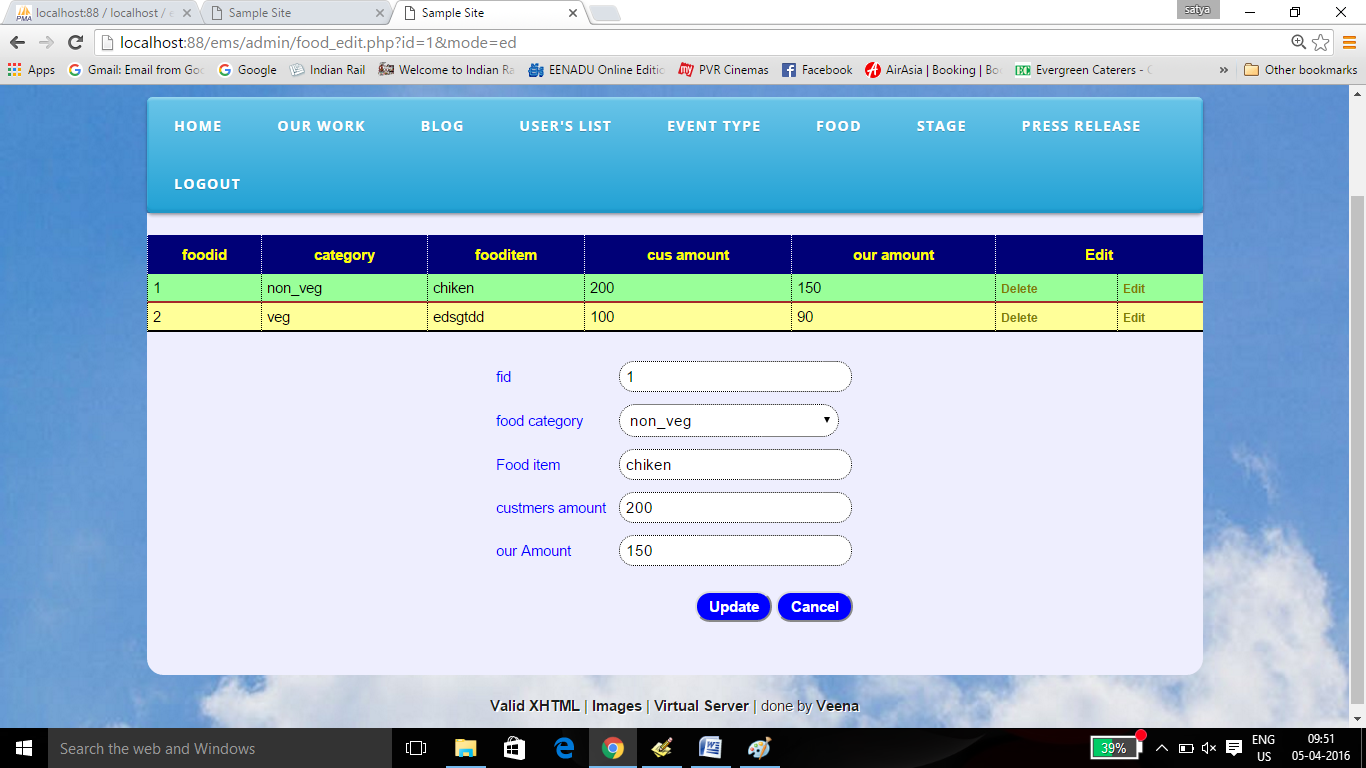 PMA localhost:88 / localhost / e
Sample Site
Sample Site
satya
localhost:88/ems/admin/food_edit.php?id=1&mode=ed
Apps Gmail: Email from Goo Google Indian Rail Welcome to Indian Ra EENADU Online Editio my PVR Cinemas Facebook AirAsia | Booking | Bo Evergreen Caterers - » Other bookmarks
HOME OUR WORK BLOG USER'S LIST EVENT TYPE FOOD STAGE PRESS RELEASE
LOGOUT
foodid category fooditem cus amount our amount Edit
1 non_veg chiken 200 150 Delete Edit
2 veg edsgtdd 100 90 Delete Edit
fid 1
food category non_veg
Food item chiken
custmers amount 200
our Amount 150
Update Cancel
Valid XHTML | Images | Virtual Server | done by Veena
Search the web and Windows
39%
ENG
US
09:51
05-04-2016